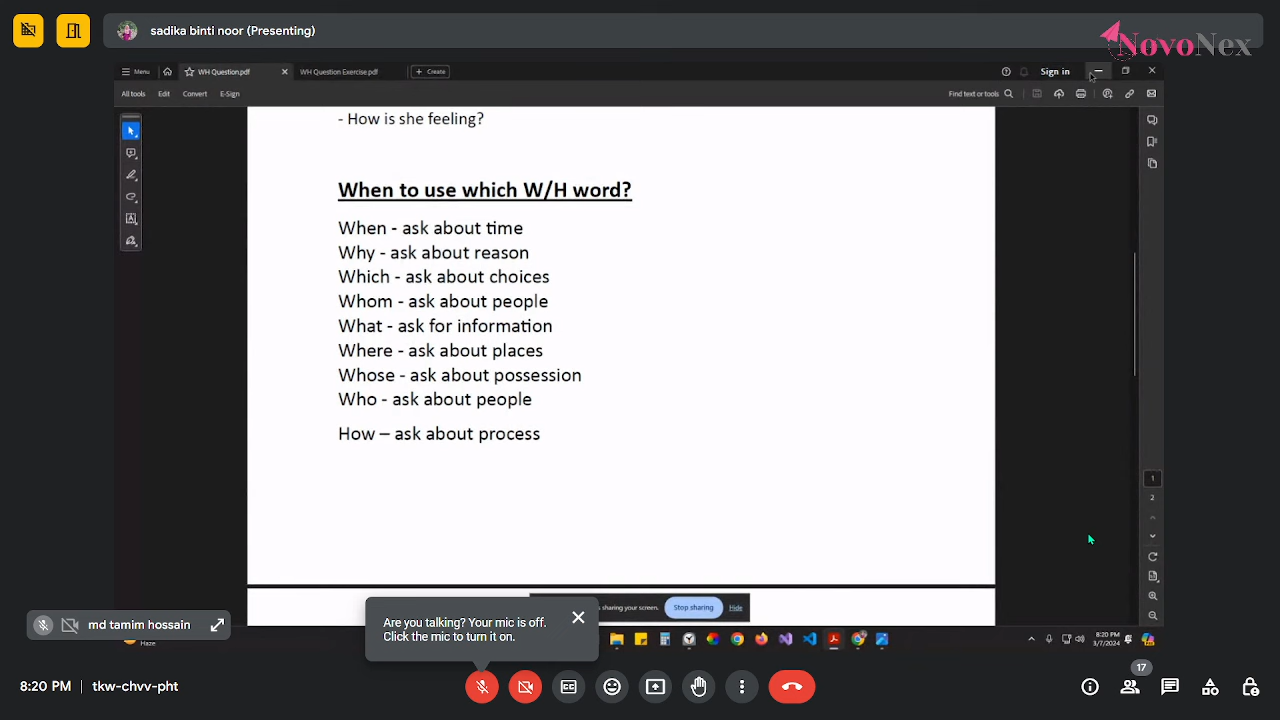 sadika binti noor (Presenting)
NovoNex
Menu
WH Question.pdf
WH Question Exercise.pdf
Create
Sign in
All tools
Edit
Convert
E-Sign
Find text or tools
- How is she feeling?
When to use which W/H word?
When - ask about time
Why - ask about reason
Which - ask about choices
Whom - ask about people
What - ask for information
Where - ask about places
Whose - ask about possession
Who - ask about people
How – ask about process
1
2
s sharing your screen.
Stop sharing
Hide
Are you talking? Your mic is off.
Click the mic to turn it on.
md tamim hossain
Haze
8:20 PM
3/7/2024
17
8:20 PM
tkw-chvv-pht